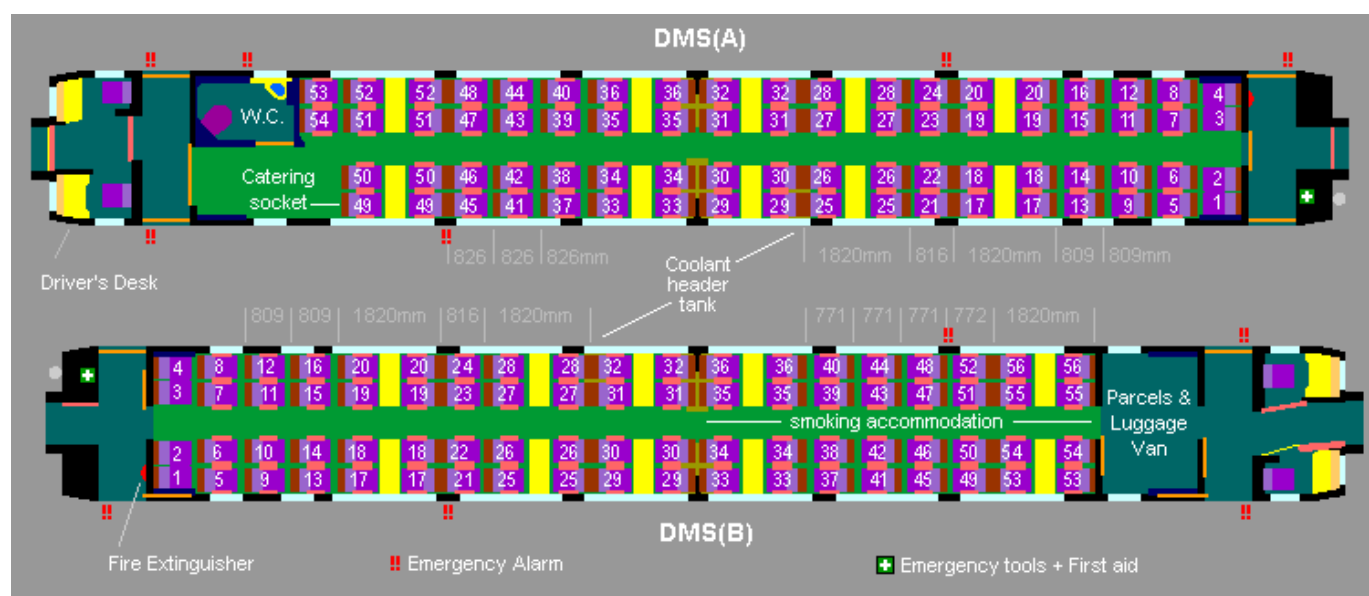 DMS(A)
53 52 52 48 44 40 36 36 32 32 28 28 24 20 20 16 12 8 4
54 51 51 47 43 39 35 35 31 31 27 27 23 19 19 15 11 7 3
W.C.
Catering
socket
50 50 46 42 38 34 34 30 30 26 26 22 18 18 14 10 6 2
49 49 45 41 37 33 33 29 29 25 25 21 17 17 13 9 5 1
826 826 826mm
1820mm 816 1820mm 809 809mm
Driver's Desk
Coolant
header
tank
809 809 1820mm 816 1820mm
771 771 771 772 1820mm
4 8 12 16 20 20 24 28 28 32 32 36 36 40 44 48 52 56 56
3 7 11 15 19 19 23 27 27 31 31 35 35 39 43 47 51 55 55
smoking accommodation
Parcels &
Luggage
Van
2 6 10 14 18 18 22 26 26 30 30 34 34 38 42 46 50 54 54
1 5 9 13 17 17 21 25 25 29 29 33 33 37 41 45 49 53 53
DMS(B)
Fire Extinguisher
!! Emergency Alarm
Emergency tools + First aid